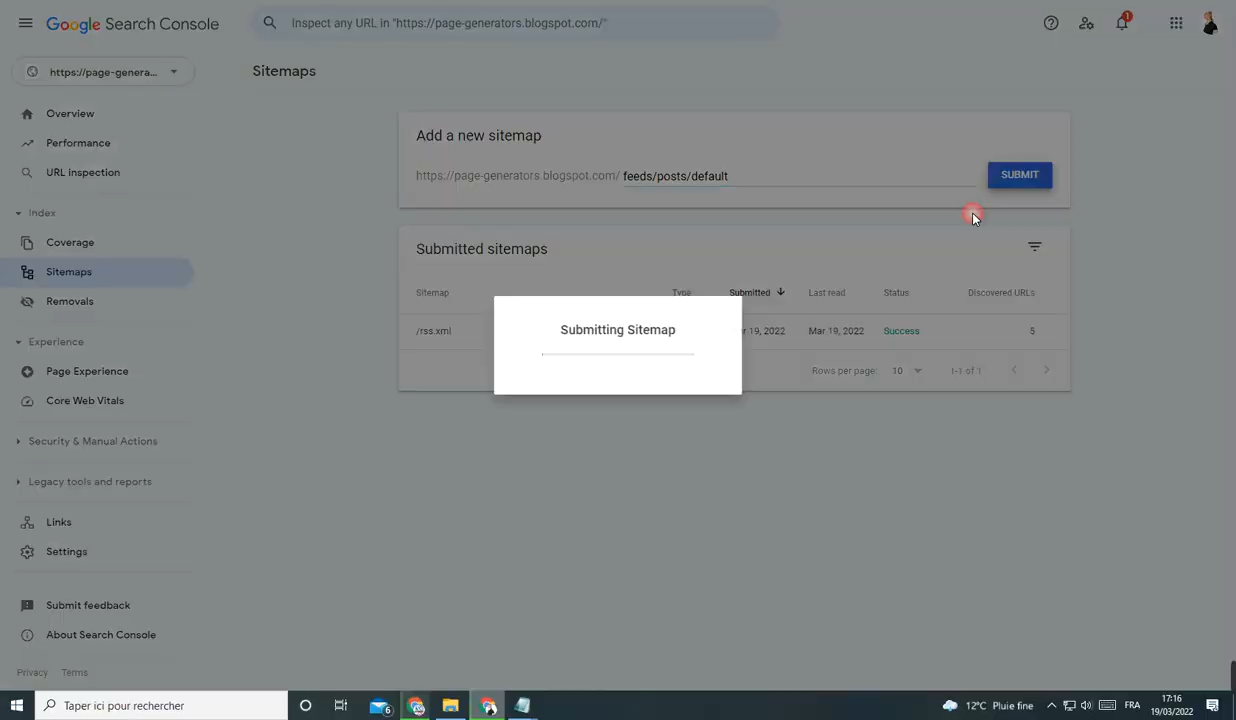 Google Search Console
Inspect any URL in "https://page-generators.blogspot.com/"
1
https://page-genera...
Sitemaps
Overview
Performance
URL inspection
Index
Coverage
Sitemaps
Removals
Experience
Page Experience
Core Web Vitals
Security & Manual Actions
Legacy tools and reports
Links
Settings
Submit feedback
About Search Console
Privacy Terms
Add a new sitemap
https://page-generators.blogspot.com/ feeds/posts/default
SUBMIT
Submitted sitemaps
Sitemap Type Submitted Last read Status Discovered URLs
/rss.xml 19, 2022 Mar 19, 2022 Success 5
Rows per page: 10 1-1 of 1
Submitting Sitemap
Taper ici pour rechercher
6
12°C Pluie fine
FRA
17:16
19/03/2022